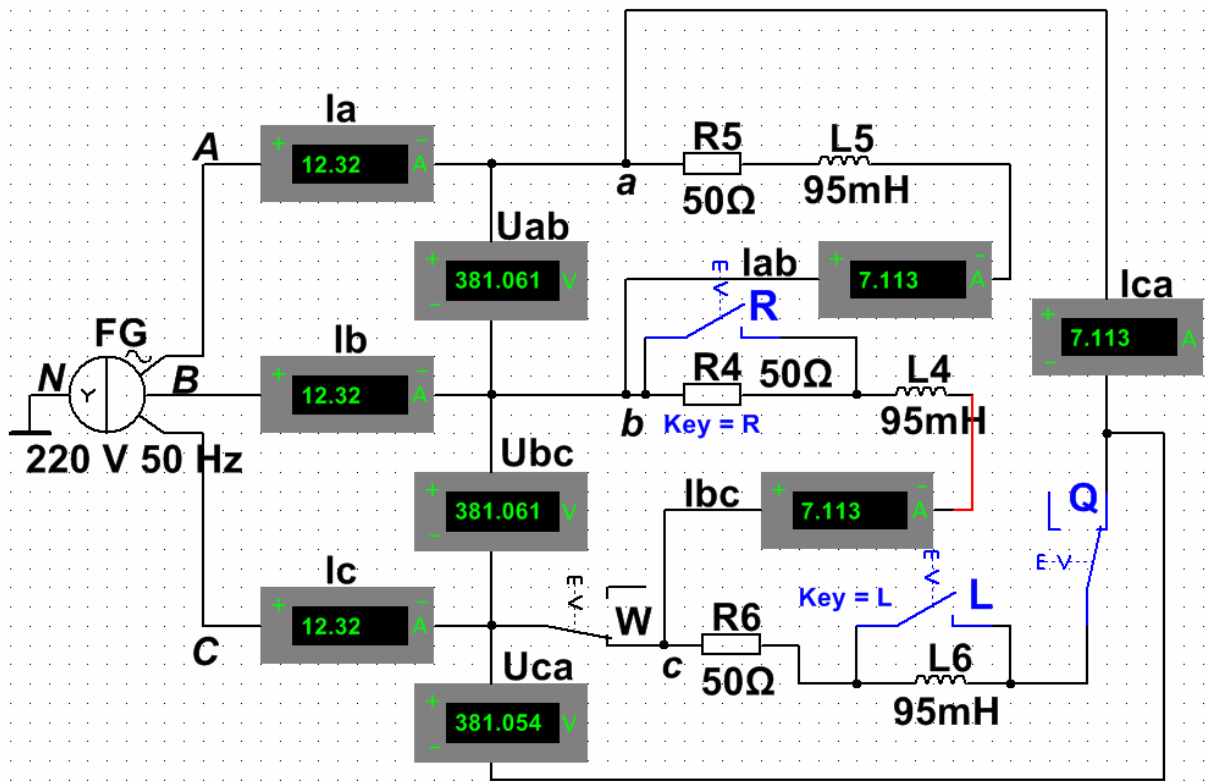 Ia
A
+
−
12.32
A
R5
L5
a
50Ω
95mH
Uab
+
381.061
V
−
Iab
+
−
7.113
A
E
V
R
Ica
+
7.113
A
−
FG
N
Y
B
Ib
+
−
12.32
A
R4
50Ω
L4
b
Key = R
95mH
220 V 50 Hz
Ubc
+
381.061
V
−
Ibc
+
−
7.113
A
Q
E V
Ic
+
−
12.32
A
C
E
V
W
E
V
Key = L
L
R6
c
50Ω
L6
95mH
Uca
+
381.054
V
−